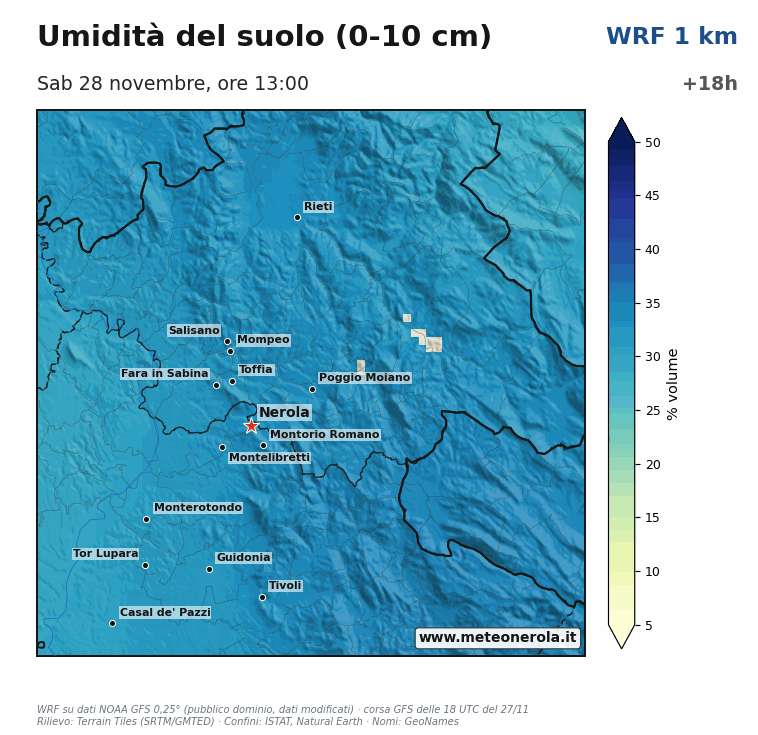 Umidità del suolo (0-10 cm)
WRF 1 km
Sab 28 novembre, ore 13:00
+18h
Rieti
Salisano
Mompeo
Toffia
Fara in Sabina
Poggio Moiano
Nerola
Montorio Romano
Montelibretti
Monterotondo
Tor Lupara
Guidonia
Tivoli
Casal de' Pazzi
www.meteonerola.it
50
45
40
35
30
25
20
15
10
5
% volume
WRF su dati NOAA GFS 0,25° (pubblico dominio, dati modificati) · corsa GFS delle 18 UTC del 27/11
Rilievo: Terrain Tiles (SRTM/GMTED) · Confini: ISTAT, Natural Earth · Nomi: GeoNames